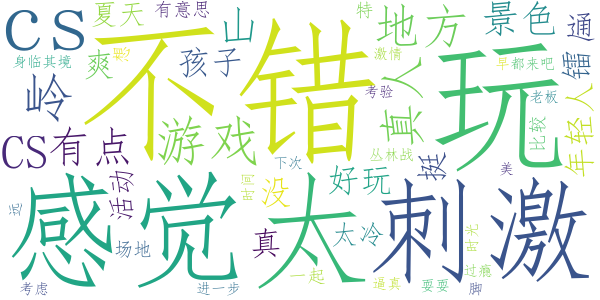 cs
夏天
有意思
山
特
地方
景色
通
身临其境
爽
孩子
激情
早
都来吧
镭
岭
不错
真人
玩
考验
老板
年轻人
比较
CS
有点
游戏
丛林战
挺
下次
美
活动
没
时间
好玩
感觉
太
刺激
远
场地
真
太冷
时光
一起
逼真
过瘾
考虑
进一步
耍耍
脚